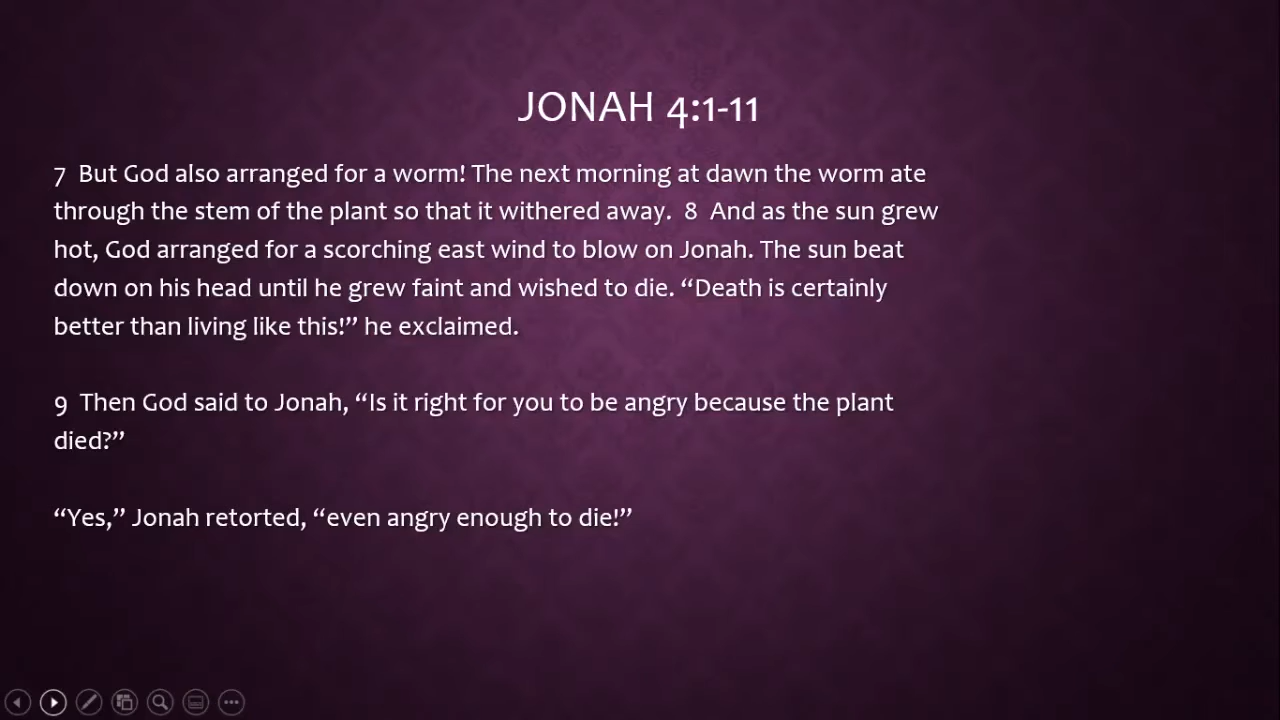 JONAH 4:1-11
7  But God also arranged for a worm! The next morning at dawn the worm ate
through the stem of the plant so that it withered away.  8  And as the sun grew
hot, God arranged for a scorching east wind to blow on Jonah. The sun beat
down on his head until he grew faint and wished to die. “Death is certainly
better than living like this!” he exclaimed.
9  Then God said to Jonah, “Is it right for you to be angry because the plant
died?”
“Yes,” Jonah retorted, “even angry enough to die!”